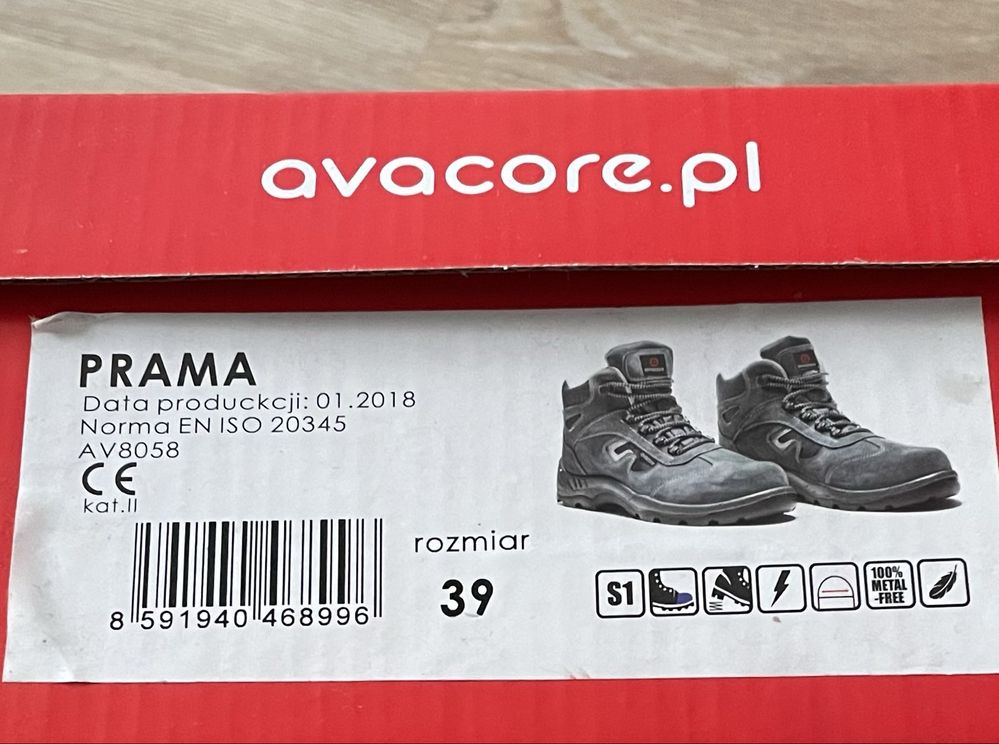 avacore.pl
PRAMA
Data produckcji: 01.2018
Norma EN ISO 20345
AV8058
CE
kat.II
8 591940 468996
rozmiar
39
S1
100%
METAL
-FREE